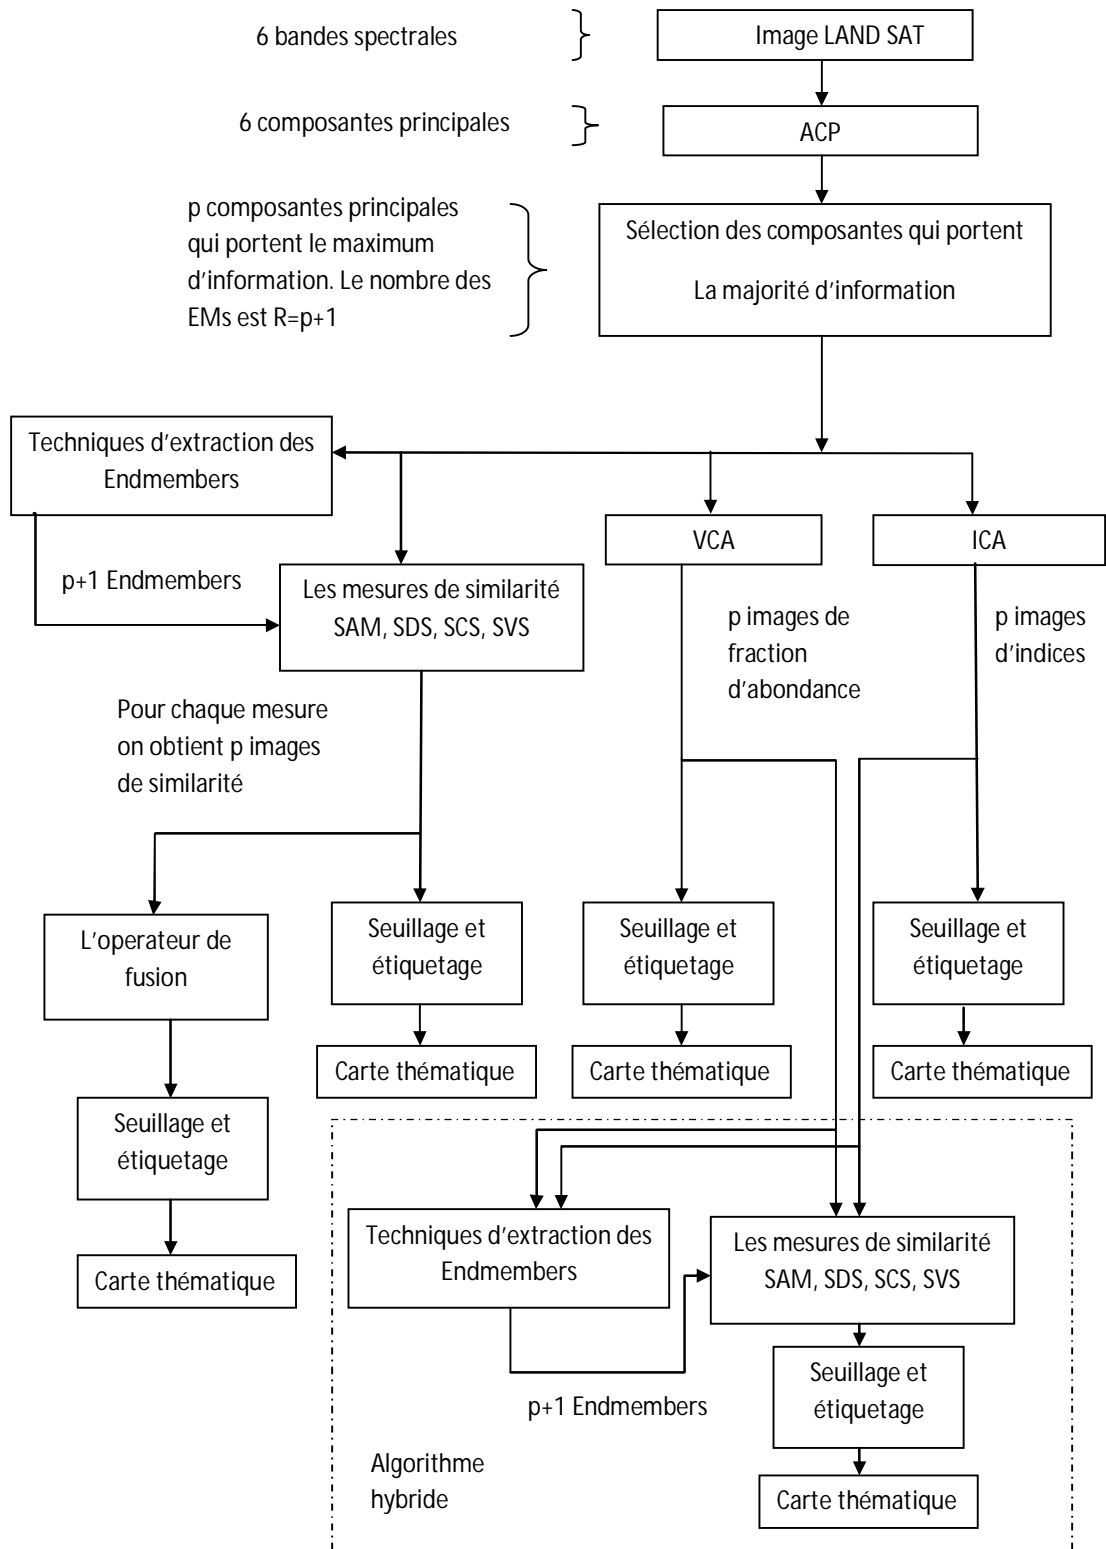 6 bandes spectrales
Image LAND SAT
6 composantes principales
ACP
p composantes principales
qui portent le maximum
d'information. Le nombre des
EMs est R=p+1
Sélection des composantes qui portent
La majorité d'information
Techniques d'extraction des
Endmembers
VCA
ICA
p+1 Endmembers
Les mesures de similarité
SAM, SDS, SCS, SVS
p images de
fraction
d'abondance
p images
d'indices
Pour chaque mesure
on obtient p images
de similarité
L'operateur de
fusion
Seuillage et
étiquetage
Seuillage et
étiquetage
Seuillage et
étiquetage
Carte thématique
Carte thématique
Carte thématique
Seuillage et
étiquetage
Carte thématique
Techniques d'extraction des
Endmembers
Les mesures de similarité
SAM, SDS, SCS, SVS
p+1 Endmembers
Seuillage et
étiquetage
Algorithme
hybride
Carte thématique